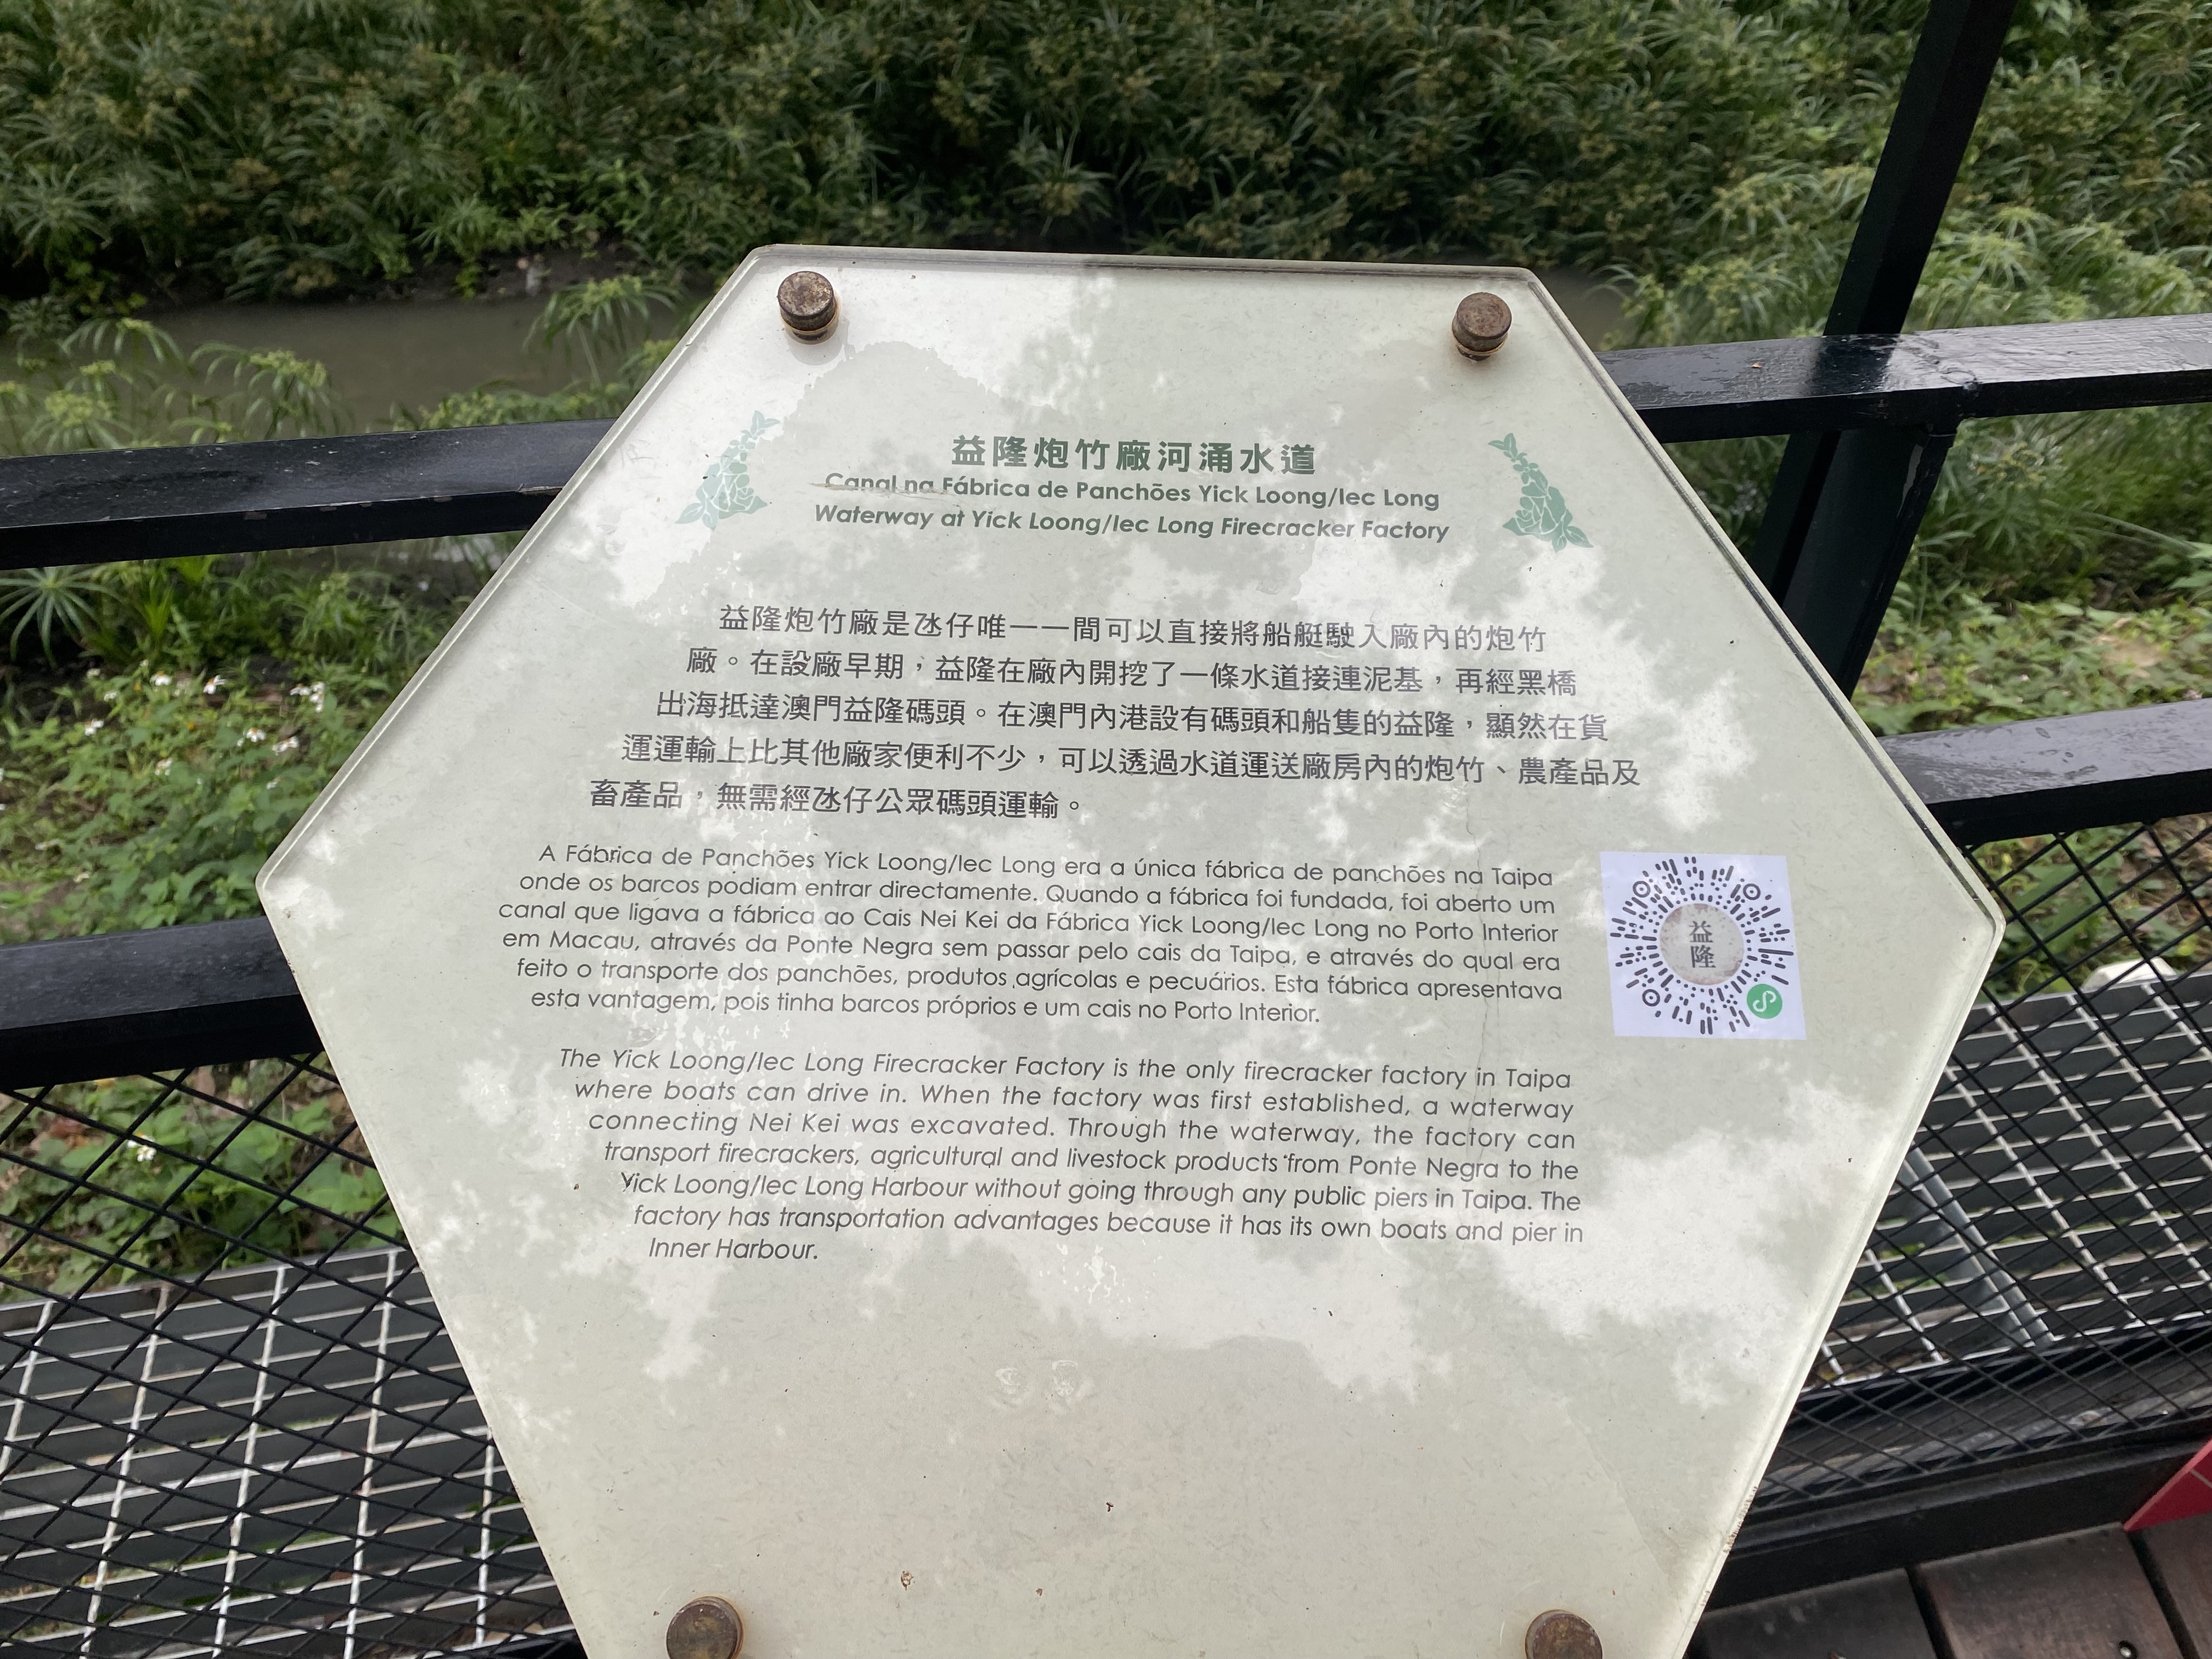 益隆炮竹廠河涌水道
Canal na Fábrica de Panchões Yick Loong/Iec Long
Waterway at Yick Loong/Iec Long Firecracker Factory
益隆炮竹廠是氹仔唯一一間可以直接將船艇駛入廠內的炮竹
廠。在設廠早期，益隆在廠內開挖了一條水道接連泥基，再經黑橋
出海抵達澳門益隆碼頭。在澳門內港設有碼頭和船隻的益隆，顯然在貨
運運輸上比其他廠家便利不少，可以透過水道運送廠房內的炮竹、農產品及
畜產品，無需經氹仔公眾碼頭運輸。
A Fábrica de Panchões Yick Loong/Iec Long era a única fábrica de panchões na Taipa
onde os barcos podiam entrar directamente. Quando a fábrica foi fundada, foi aberto um
canal que ligava a fábrica ao Cais Nei Kei da Fábrica Yick Loong/Iec Long no Porto Interior
em Macau, através da Ponte Negra sem passar pelo cais da Taipa, e através do qual era
feito o transporte dos panchões, produtos agrícolas e pecuários. Esta fábrica apresentava
esta vantagem, pois tinha barcos próprios e um cais no Porto Interior.
益
隆
The Yick Loong/Iec Long Firecracker Factory is the only firecracker factory in Taipa
where boats can drive in. When the factory was first established, a waterway
connecting Nei Kei was excavated. Through the waterway, the factory can
transport firecrackers, agricultural and livestock products from Ponte Negra to the
Yick Loong/Iec Long Harbour without going through any public piers in Taipa. The
factory has transportation advantages because it has its own boats and pier in
Inner Harbour.